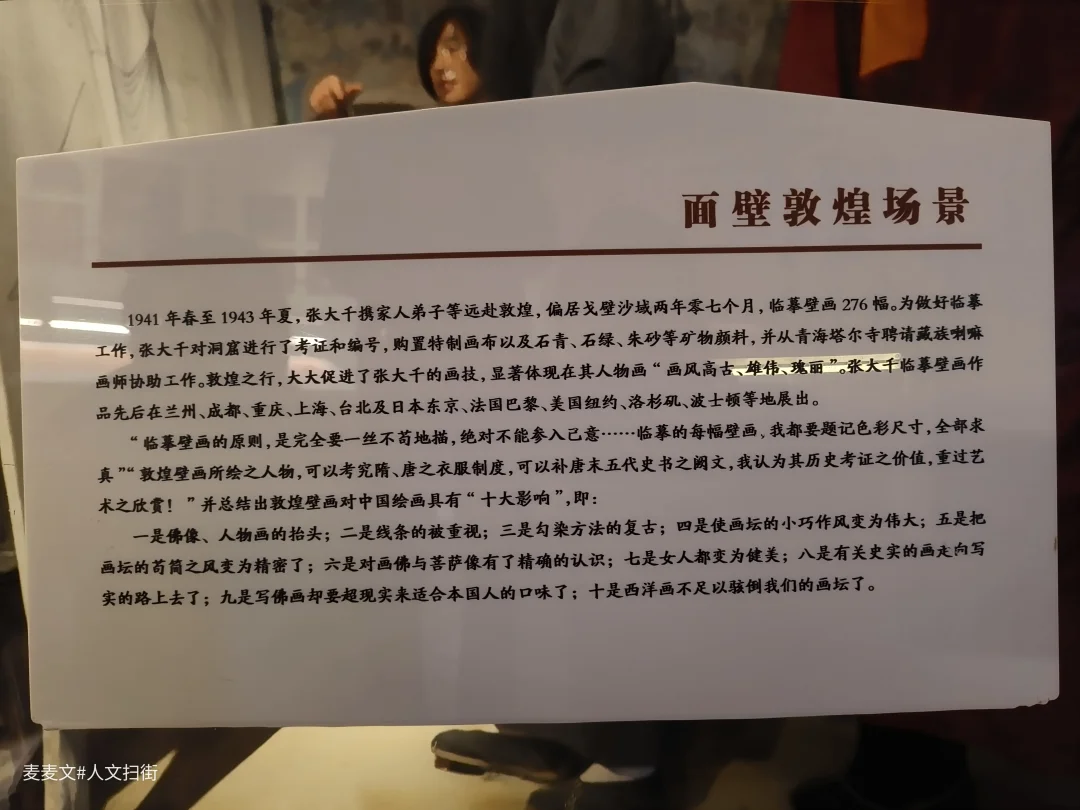 面壁敦煌场景
1941年春至1943年夏，张大千携家人弟子等远赴敦煌，偏居戈壁沙域两年零七个月，临摹壁画276幅。为做好临摹
工作，张大千对洞窟进行了考证和编号，购置特制画布以及石青、石绿、朱砂等矿物颜料，并从青海塔尔寺聘请藏族喇嘛
画师协助工作。敦煌之行，大大促进了张大千的画技，显著体现在其人物画“画风高古、雄伟、瑰丽”。张大千临摹壁画作
品先后在兰州、成都、重庆、上海、台北及日本东京、法国巴黎、美国纽约、洛杉矶、波士顿等地展出。
“临摹壁画的原则，是完全要一丝不苟地描，绝对不能参入己意……临摹的每幅壁画、我都要题记色彩尺寸，全部求
真”“敦煌壁画所绘之人物，可以考究隋、唐之衣服制度，可以补唐末五代史书之阙文，我认为其历史考证之价值，重过艺
术之欣赏！”并总结出敦煌壁画对中国绘画具有“十大影响”，即：
一是佛像、人物画的抬头；二是线条的被重视；三是勾染方法的复古；四是使画坛的小巧作风变为伟大；五是把
画坛的苟简之风变为精密了；六是对画佛与菩萨像有了精确的认识；七是女人都变为健美；八是有关史实的画走向写
实的路上去了；九是写佛画却要超现实来适合本国人的口味了；十是西洋画不足以骇倒我们的画坛了。
麦麦文#人文扫街